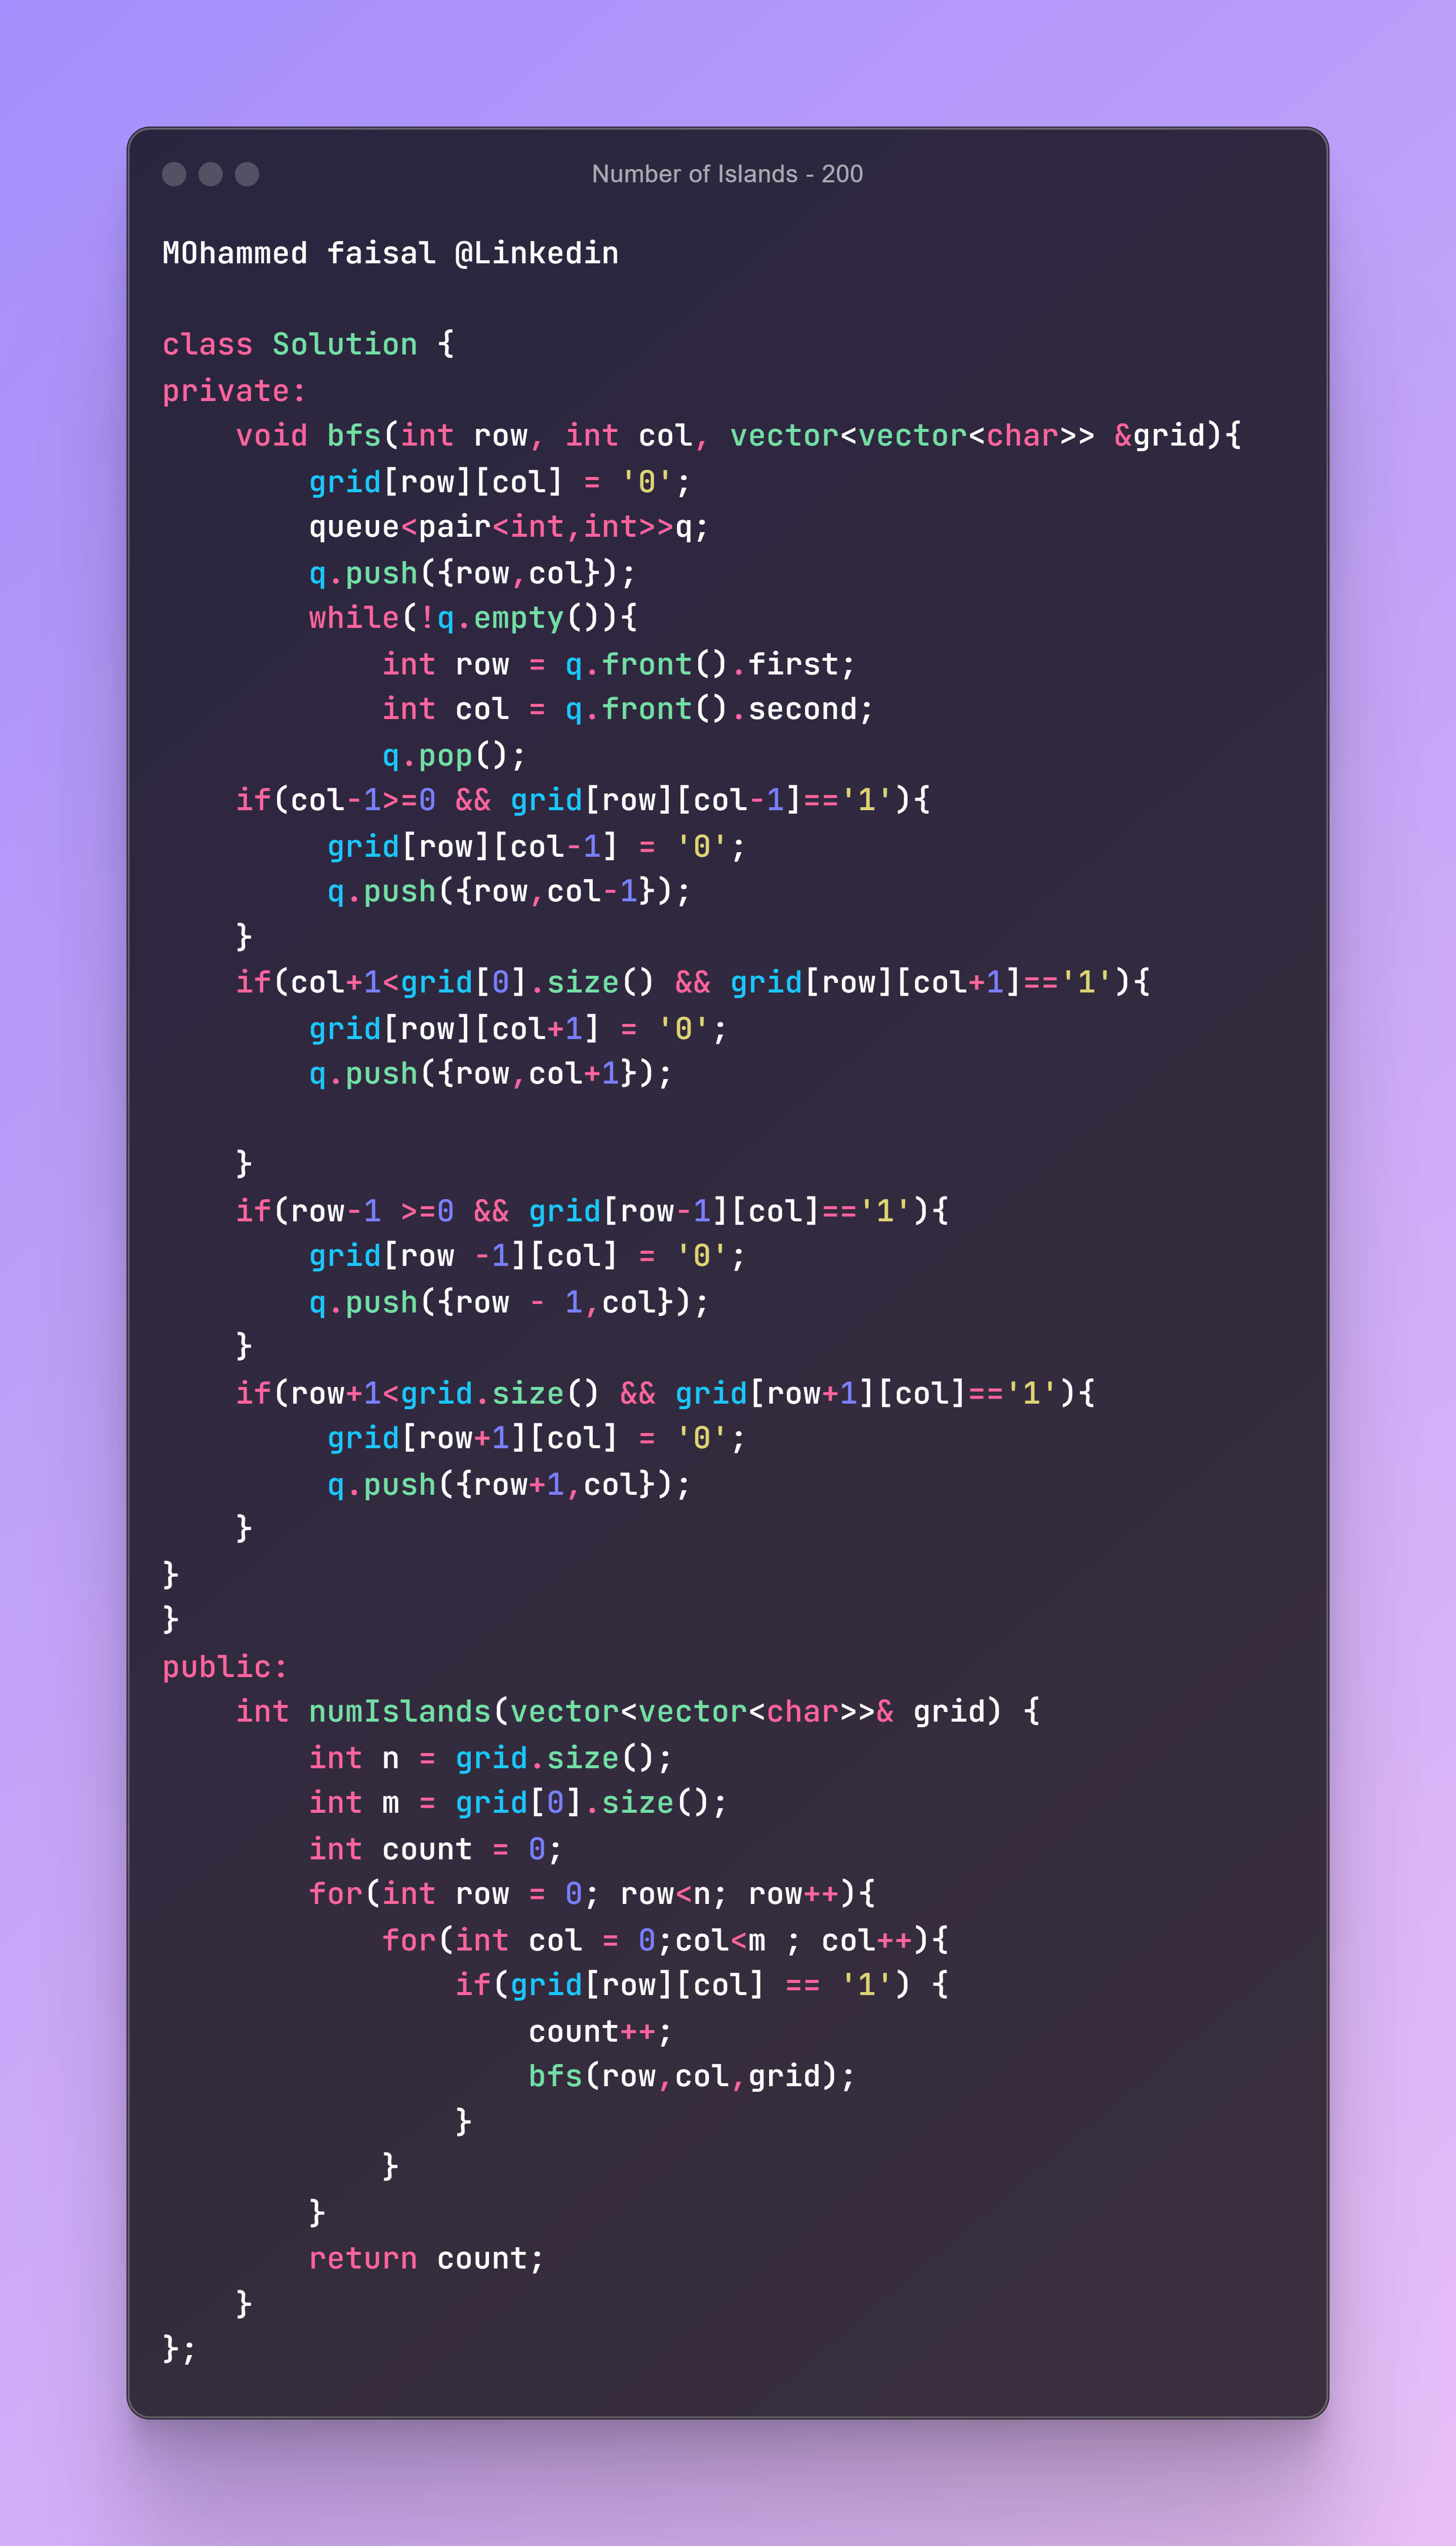 Number of Islands - 200
MOhammed faisal @Linkedin

class Solution {
private:
    void bfs(int row, int col, vector<vector<char>> &grid){
        grid[row][col] = '0';
        queue<pair<int,int>>q;
        q.push({row,col});
        while(!q.empty()){
            int row = q.front().first;
            int col = q.front().second;
            q.pop();
    if(col-1>=0 && grid[row][col-1]=='1'){
         grid[row][col-1] = '0';
         q.push({row,col-1});
    }
    if(col+1<grid[0].size() && grid[row][col+1]=='1'){
        grid[row][col+1] = '0';
        q.push({row,col+1});

    }
    if(row-1 >=0 && grid[row-1][col]=='1'){
        grid[row -1][col] = '0';
        q.push({row - 1,col});
    }
    if(row+1<grid.size() && grid[row+1][col]=='1'){
         grid[row+1][col] = '0';
         q.push({row+1,col});
    }
}
}
public:
    int numIslands(vector<vector<char>>& grid) {
        int n = grid.size();
        int m = grid[0].size();
        int count = 0;
        for(int row = 0; row<n; row++){
            for(int col = 0;col<m ; col++){
                if(grid[row][col] == '1') {
                    count++;
                    bfs(row,col,grid);
                }
            }
        }
        return count;
    }
};